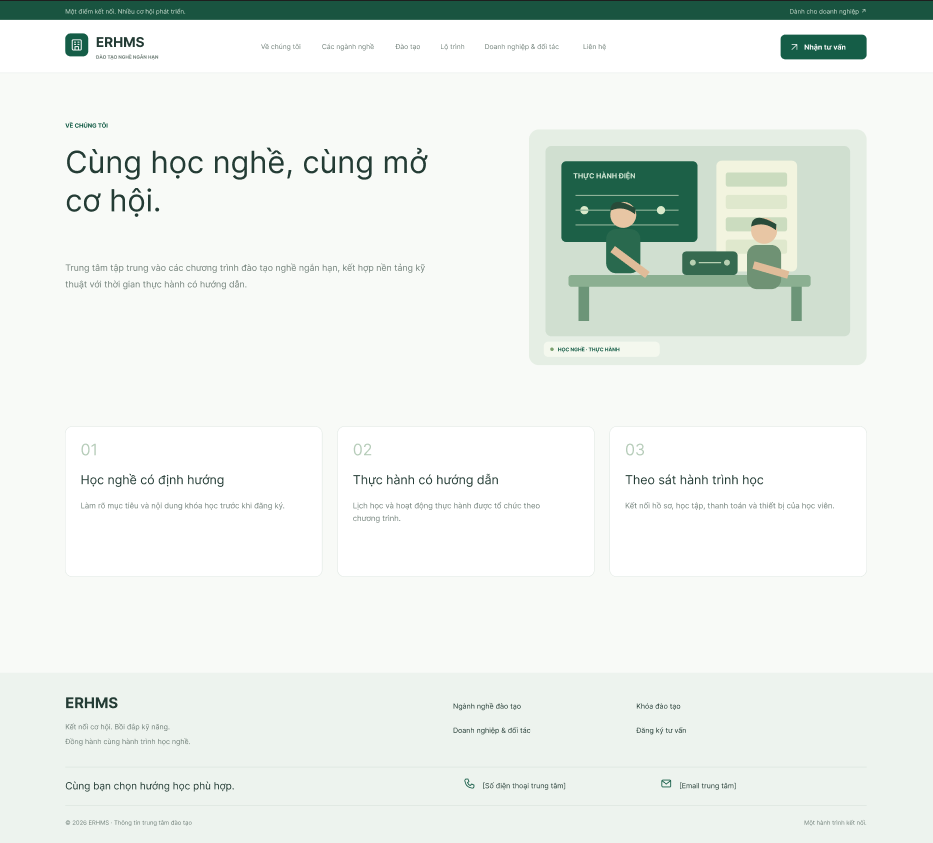 Một điểm kết nối. Nhiều cơ hội phát triển.
Dành cho doanh nghiệp ↗
ERHMS
ĐÀO TẠO NGHỀ NGẮN HẠN
Về chúng tôi
Các ngành nghề
Đào tạo
Lộ trình
Doanh nghiệp & đối tác
Liên hệ
Nhận tư vấn
VỀ CHÚNG TÔI
Cùng học nghề, cùng mở
cơ hội.
Trung tâm tập trung vào các chương trình đào tạo nghề ngắn hạn, kết hợp nền tảng kỹ
thuật với thời gian thực hành có hướng dẫn.
THỰC HÀNH ĐIỆN
HỌC NGHỀ · THỰC HÀNH
01
Học nghề có định hướng
Làm rõ mục tiêu và nội dung khóa học trước khi đăng ký.
02
Thực hành có hướng dẫn
Lịch học và hoạt động thực hành được tổ chức theo
chương trình.
03
Theo sát hành trình học
Kết nối hồ sơ, học tập, thanh toán và thiết bị của học viên.
ERHMS
Kết nối cơ hội. Bồi đắp kỹ năng.
Đồng hành cùng hành trình học nghề.
Ngành nghề đào tạo
Khóa đào tạo
Doanh nghiệp & đối tác
Đăng ký tư vấn
Cùng bạn chọn hướng học phù hợp.
[Số điện thoại trung tâm]
[Email trung tâm]
© 2026 ERHMS · Thông tin trung tâm đào tạo
Một hành trình kết nối.